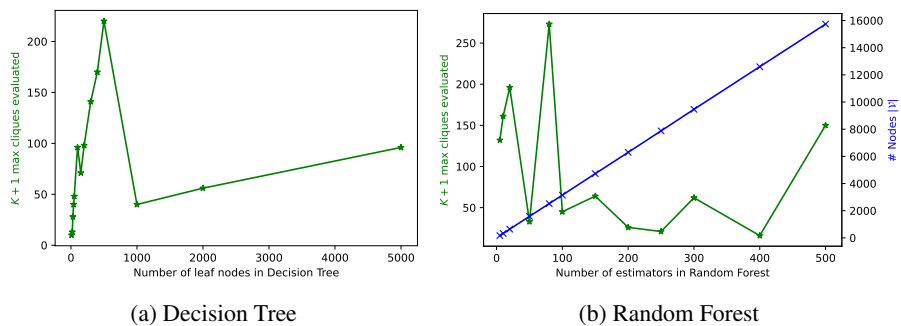 200
150
100
50
0
K + 1 max cliques evaluated
0 1000 2000 3000 4000 5000
Number of leaf nodes in Decision Tree
(a) Decision Tree
250
200
150
100
50
K + 1 max cliques evaluated
16000
14000
12000
10000
8000
6000
4000
2000
0
# Nodes |𝒱|
0 100 200 300 400 500
Number of estimators in Random Forest
(b) Random Forest